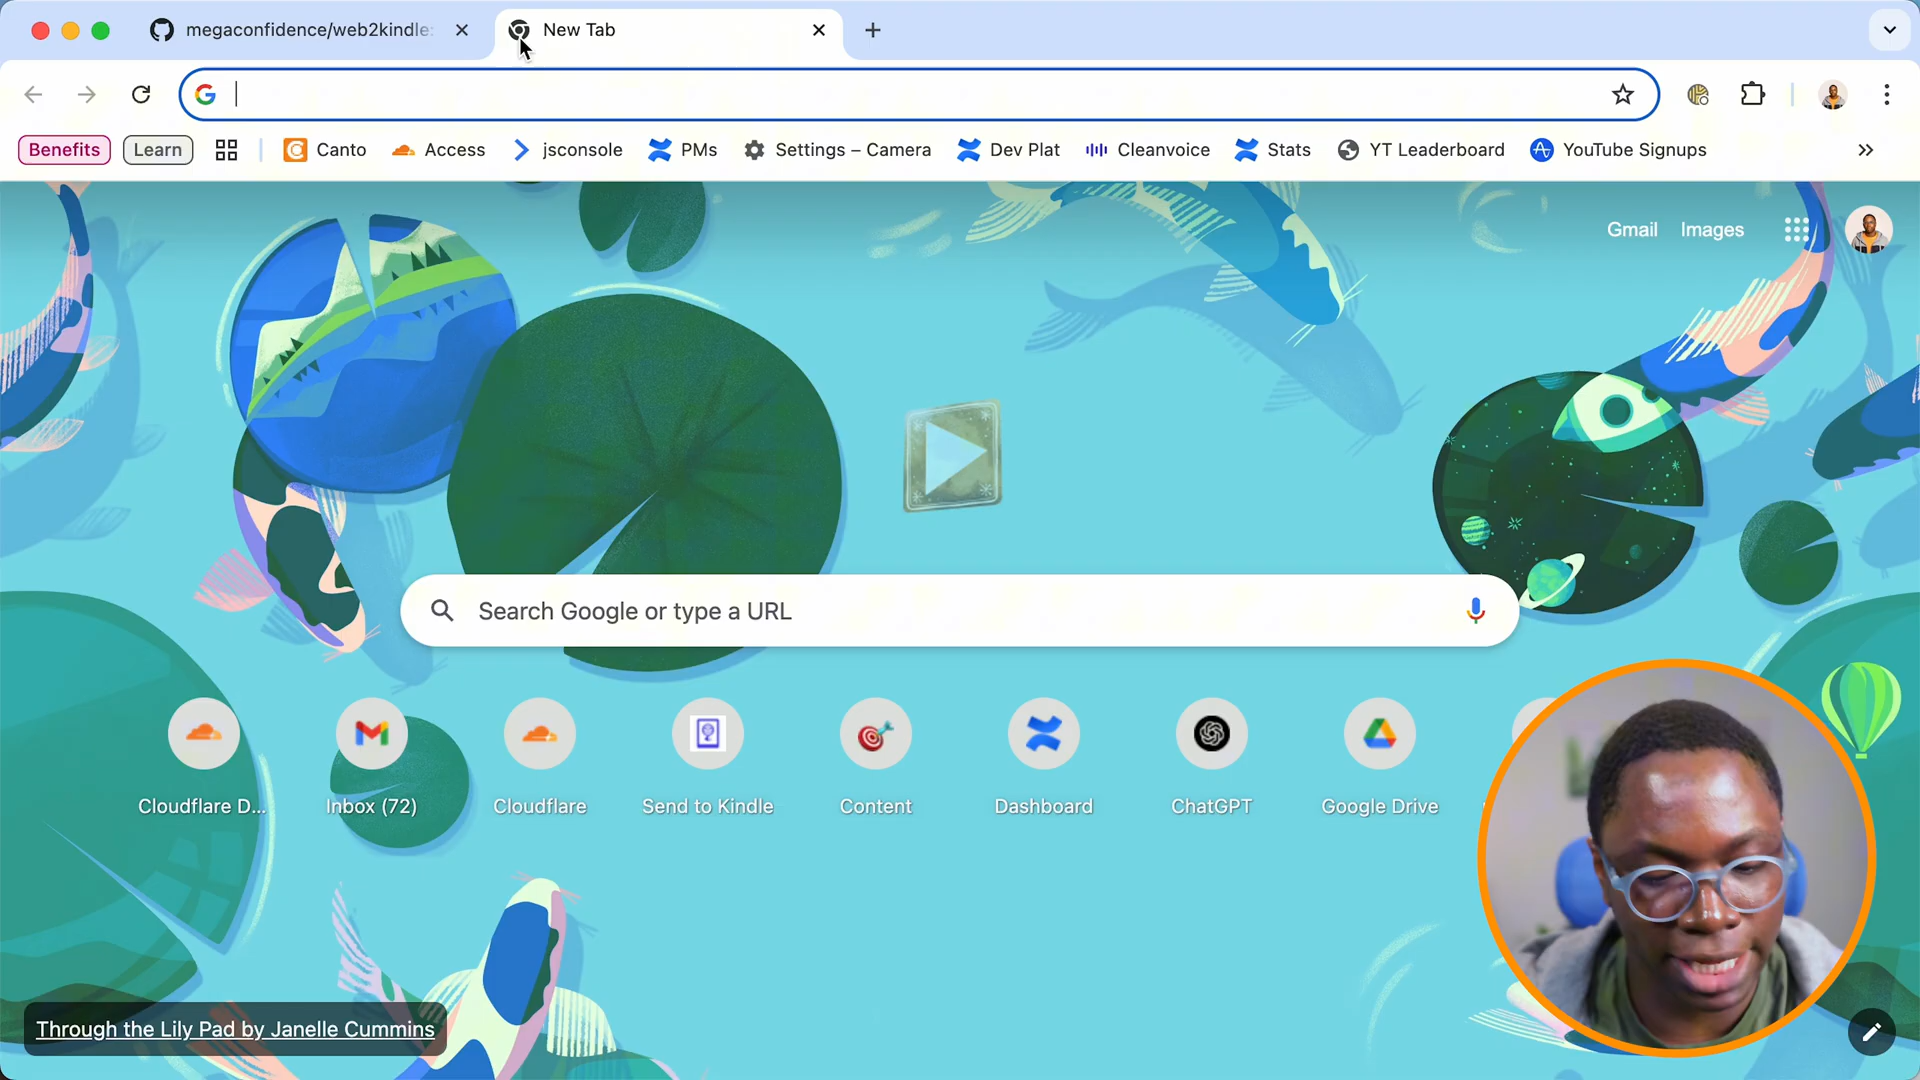 megaconfidence/web2kindle:
New Tab
Benefits
Learn
Canto
Access
jsconsole
PMs
Settings – Camera
Dev Plat
Cleanvoice
Stats
YT Leaderboard
YouTube Signups
Gmail
Images
Search Google or type a URL
Cloudflare D...
Inbox (72)
Cloudflare
Send to Kindle
Content
Dashboard
ChatGPT
Google Drive
Through the Lily Pad by Janelle Cummins